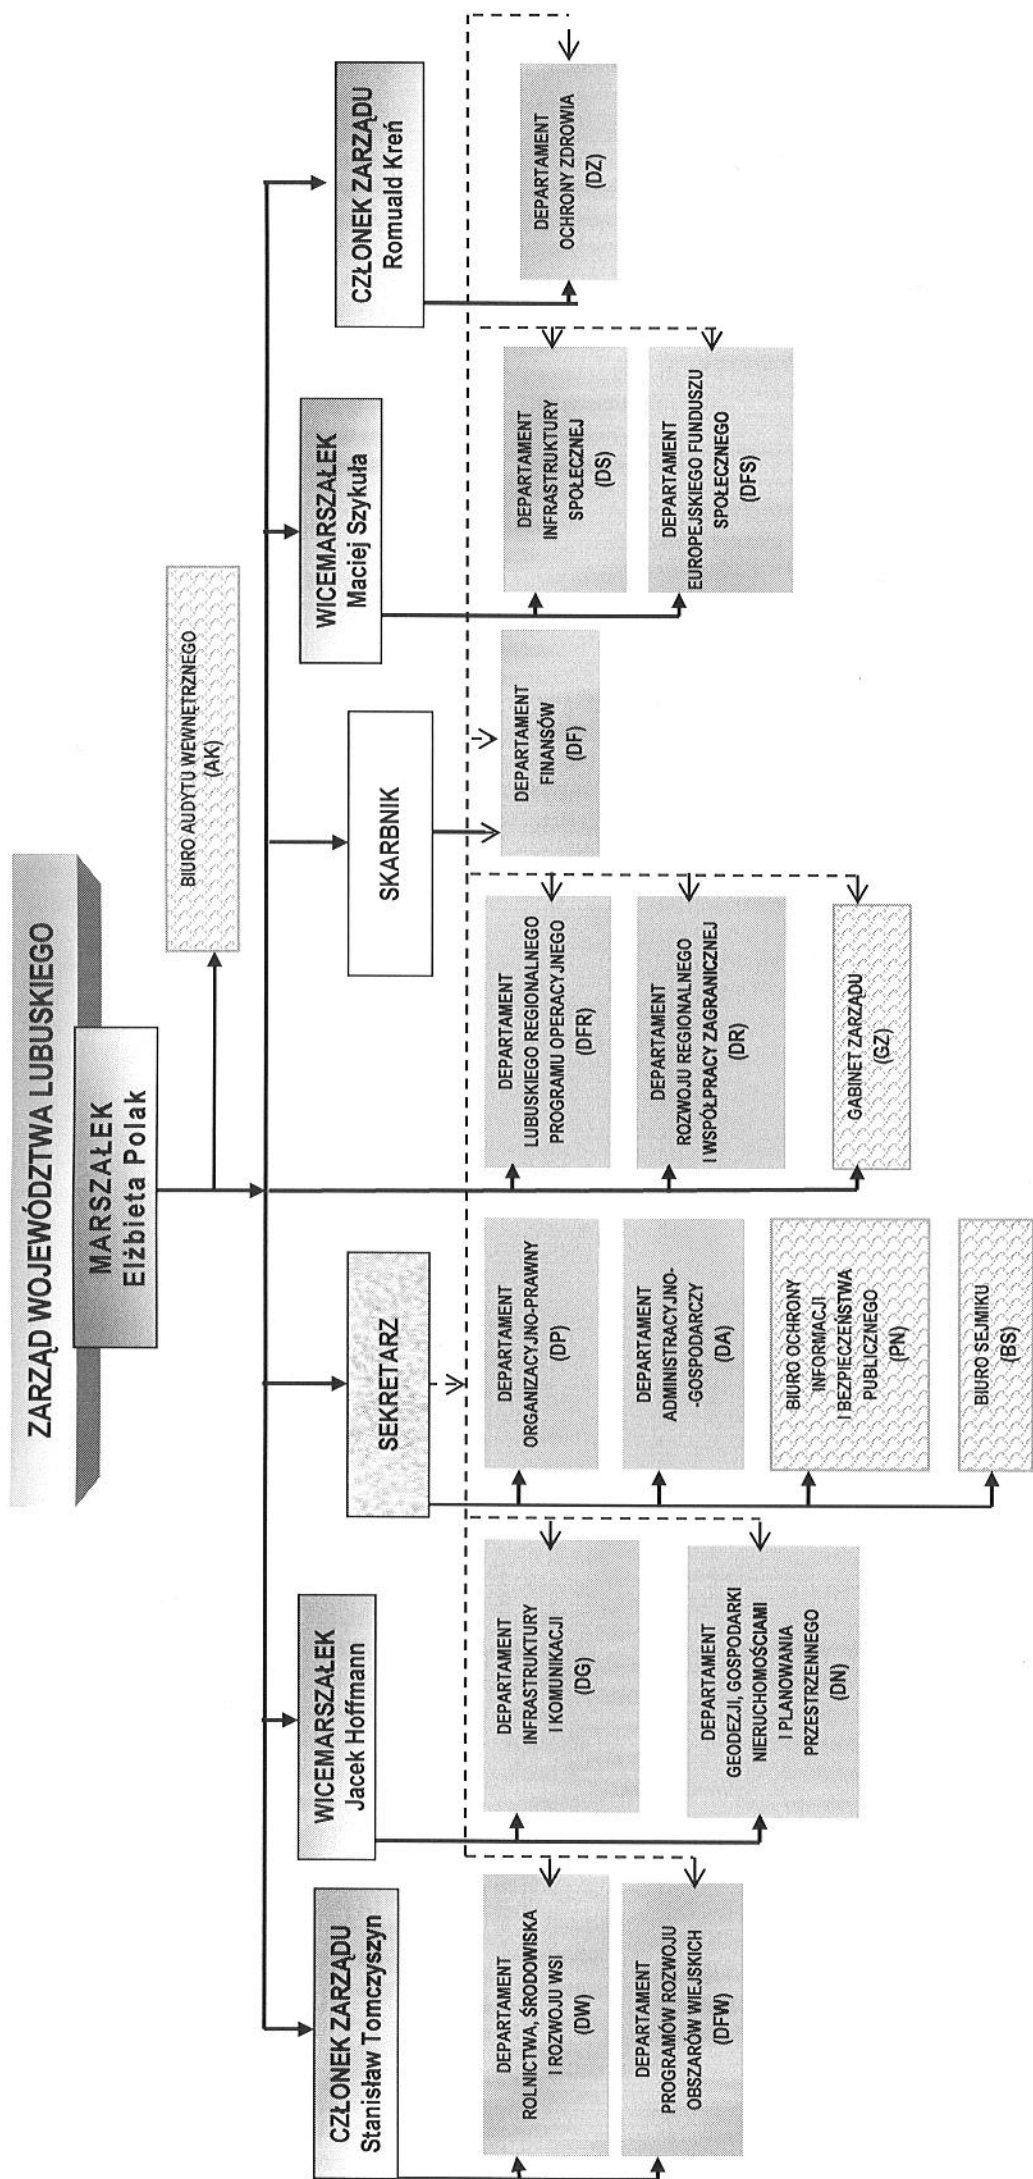 ZARZĄD WOJEWÓDZTWA LUBUSKIEGO
MARSZAŁEK
Elżbieta Polak
BIURO AUDYTU WEWNĘTRZNEGO
(AK)
CZŁONEK ZARZĄDU
Stanisław Tomczyszyn
WICEMARSZAŁEK
Jacek Hoffmann
SEKRETARZ
SKARBNIK
WICEMARSZAŁEK
Maciej Szykuła
CZŁONEK ZARZĄDU
Romuald Kreń
DEPARTAMENT
ROLNICTWA, ŚRODOWISKA
I ROZWOJU WSI
(DW)
DEPARTAMENT
PROGRAMÓW ROZWOJU
OBSZARÓW WIEJSKICH
(DFW)
DEPARTAMENT
INFRASTRUKTURY
I KOMUNIKACJI
(DG)
DEPARTAMENT
GEODEZJI, GOSPODARKI
NIERUCHOMOŚCIAMI
I PLANOWANIA
PRZESTRZENNEGO
(DN)
DEPARTAMENT
ORGANIZACYJNO-PRAWNY
(DP)
DEPARTAMENT
ADMINISTRACYJNO-
-GOSPODARCZY
(DA)
BIURO OCHRONY
INFORMACJI
I BEZPIECZEŃSTWA
PUBLICZNEGO
(PN)
BIURO SEJMIKU
(BS)
DEPARTAMENT
LUBUSKIEGO REGIONALNEGO
PROGRAMU OPERACYJNEGO
(DFR)
DEPARTAMENT
ROZWOJU REGIONALNEGO
I WSPÓŁPRACY ZAGRANICZNEJ
(DR)
GABINET ZARZĄDU
(GZ)
DEPARTAMENT
FINANSÓW
(DF)
DEPARTAMENT
INFRASTRUKTURY
SPOŁECZNEJ
(DS)
DEPARTAMENT
EUROPEJSKIEGO FUNDUSZU
SPOŁECZNEGO
(DFS)
DEPARTAMENT
OCHRONY ZDROWIA
(DZ)